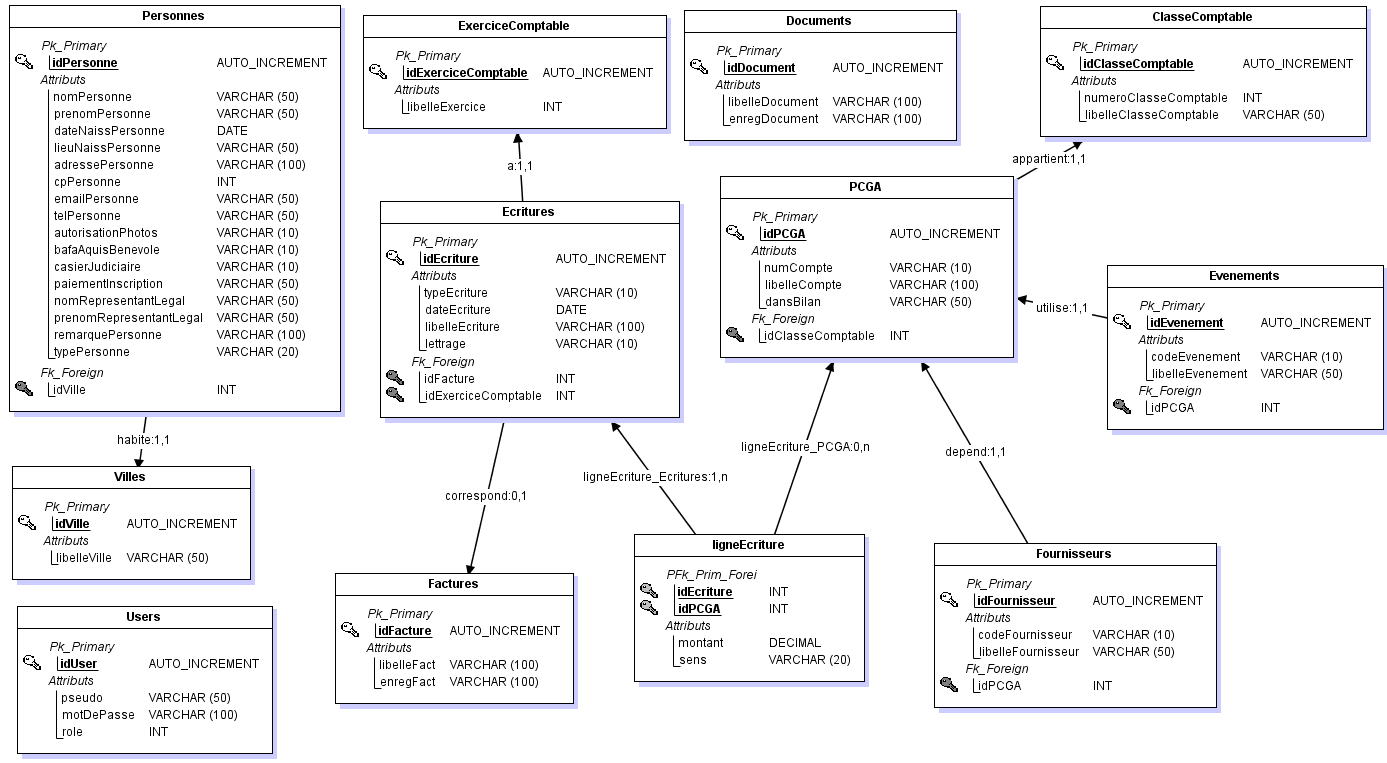 Personnes
Pk_Primary
idPersonne AUTO_INCREMENT
Attributs
nomPersonne VARCHAR (50)
prenomPersonne VARCHAR (50)
dateNaissPersonne DATE
lieuNaissPersonne VARCHAR (50)
adressePersonne VARCHAR (100)
cpPersonne INT
emailPersonne VARCHAR (50)
telPersonne VARCHAR (50)
autorisationPhotos VARCHAR (10)
bafaAquisBenevole VARCHAR (10)
casierJudiciaire VARCHAR (10)
paiementInscription VARCHAR (50)
nomRepresentantLegal VARCHAR (50)
prenomRepresentantLegal VARCHAR (50)
remarquePersonne VARCHAR (100)
typePersonne VARCHAR (20)
Fk_Foreign
idVille INT
habite:1,1
Villes
Pk_Primary
idVille AUTO_INCREMENT
Attributs
libelleVille VARCHAR (50)
Users
Pk_Primary
idUser AUTO_INCREMENT
Attributs
pseudo VARCHAR (50)
motDePasse VARCHAR (100)
role INT
ExerciceComptable
Pk_Primary
idExerciceComptable AUTO_INCREMENT
Attributs
libelleExercice INT
a:1,1
Ecritures
Pk_Primary
idEcriture AUTO_INCREMENT
Attributs
typeEcriture VARCHAR (10)
dateEcriture DATE
libelleEcriture VARCHAR (100)
lettrage VARCHAR (10)
Fk_Foreign
idFacture INT
idExerciceComptable INT
correspond:0,1
ligneEcriture_Ecritures:1,n
Factures
Pk_Primary
idFacture AUTO_INCREMENT
Attributs
libelleFact VARCHAR (100)
enregFact VARCHAR (100)
Documents
Pk_Primary
idDocument AUTO_INCREMENT
Attributs
libelleDocument VARCHAR (100)
enregDocument VARCHAR (100)
ClasseComptable
Pk_Primary
idClasseComptable AUTO_INCREMENT
Attributs
numeroClasseComptable INT
libelleClasseComptable VARCHAR (50)
appartient:1,1
PCGA
Pk_Primary
idPCGA AUTO_INCREMENT
Attributs
numCompte VARCHAR (10)
libelleCompte VARCHAR (100)
dansBilan VARCHAR (50)
Fk_Foreign
idClasseComptable INT
utilise:1,1
Evenements
Pk_Primary
idEvenement AUTO_INCREMENT
Attributs
codeEvenement VARCHAR (10)
libelleEvenement VARCHAR (50)
Fk_Foreign
idPCGA INT
ligneEcriture_PCGA:0,n
depend:1,1
ligneEcriture
PFk_Prim_Forei
idEcriture INT
idPCGA INT
Attributs
montant DECIMAL
sens VARCHAR (20)
Fournisseurs
Pk_Primary
idFournisseur AUTO_INCREMENT
Attributs
codeFournisseur VARCHAR (10)
libelleFournisseur VARCHAR (50)
Fk_Foreign
idPCGA INT